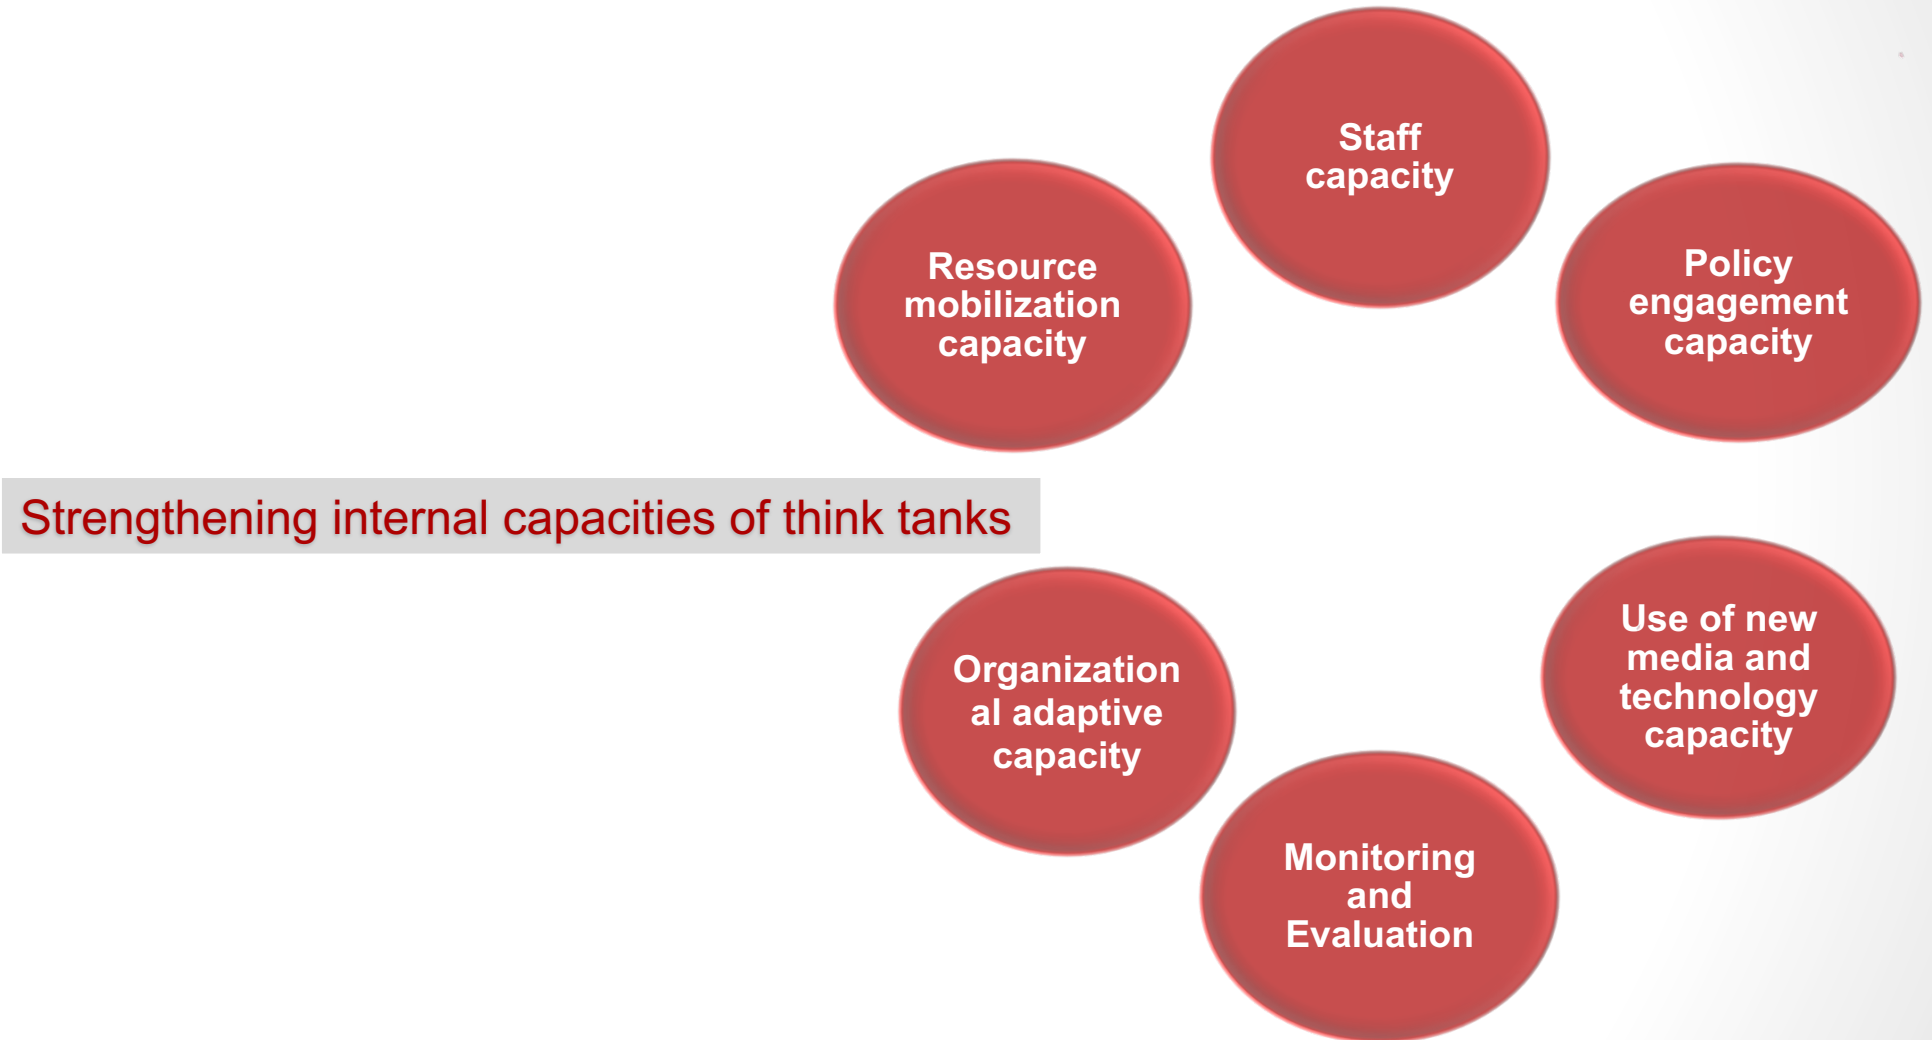 Staff
capacity
Resource
mobilization
capacity
Policy
engagement
capacity
Strengthening internal capacities of think tanks
Use of new
media and
technology
capacity
Organization
al adaptive
capacity
Monitoring
and
Evaluation